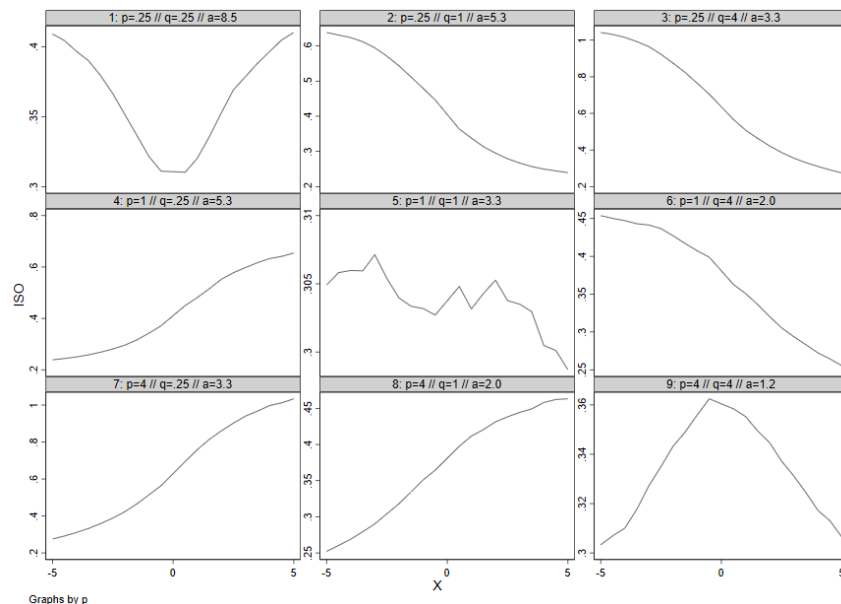 1: p=.25 // q=.25 // a=8.5
2: p=.25 // q=1 // a=5.3
3: p=.25 // q=4 // a=3.3
.4
.35
.3
.6
.5
.4
.3
.2
1
.8
.6
.4
.2
4: p=1 // q=.25 // a=5.3
5: p=1 // q=1 // a=3.3
6: p=1 // q=4 // a=2.0
ISO
.8
.6
.4
.2
.31
.305
.3
.45
.4
.35
.3
.25
7: p=4 // q=.25 // a=3.3
8: p=4 // q=1 // a=2.0
9: p=4 // q=4 // a=1.2
1
.8
.6
.4
.2
.45
.4
.35
.3
.25
.36
.34
.32
.3
-5 0 5
-5 0 5
-5 0 5
X
Graphs by p